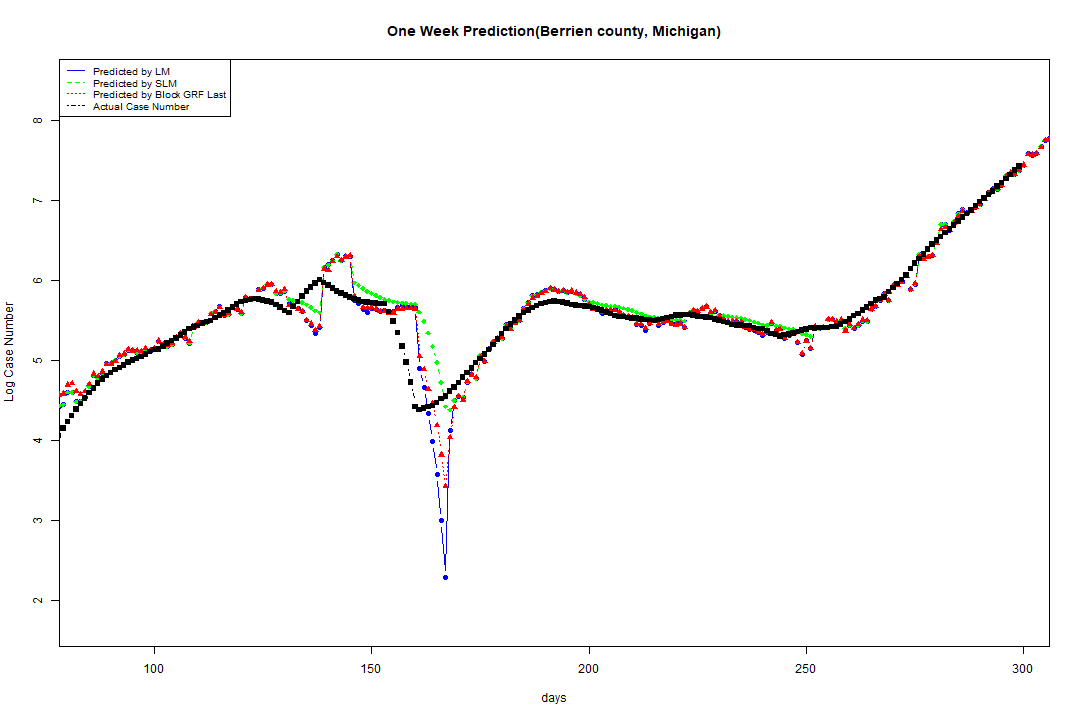 One Week Prediction(Berrien county, Michigan)
Predicted by LM
Predicted by SLM
Predicted by Block GRF Last
Actual Case Number
8
7
6
5
4
3
2
Log Case Number
100 150 200 250 300
days